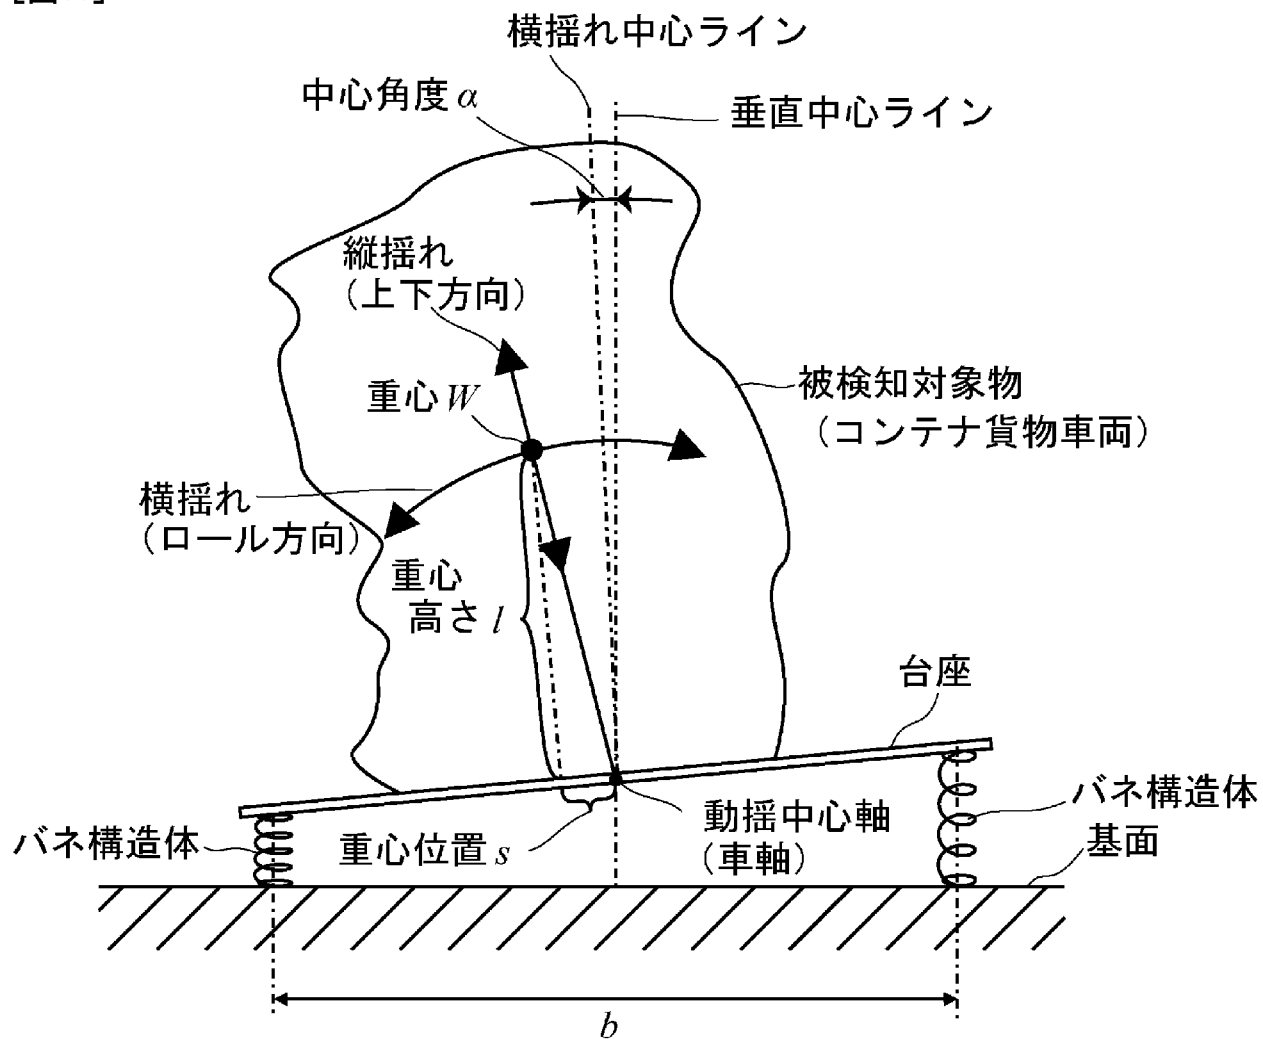 横揺れ中心ライン
中心角度α
垂直中心ライン
縦揺れ
（上下方向）
重心W
被検知対象物
（コンテナ貨物車両）
横揺れ
（ロール方向）
重心
高さl
台座
バネ構造体
動揺中心軸
（車軸）
バネ構造体
重心位置s
基面
b